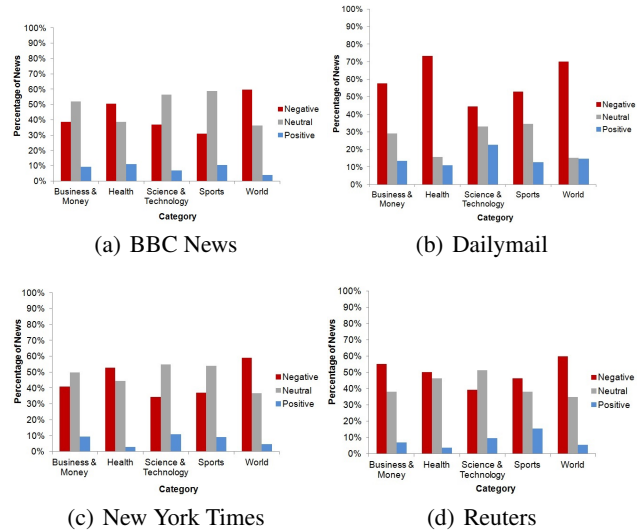 100%
90%
80%
70%
60%
50%
40%
30%
20%
10%
0%
Percentage of News
Negative
Neutral
Positive
Business & Money
Health
Science & Technology
Sports
World
Category
(a) BBC News
100%
90%
80%
70%
60%
50%
40%
30%
20%
10%
0%
Percentage of News
Negative
Neutral
Positive
Business & Money
Health
Science & Technology
Sports
World
Category
(b) Dailymail
100%
90%
80%
70%
60%
50%
40%
30%
20%
10%
0%
Percentage of News
Negative
Neutral
Positive
Business & Money
Health
Science & Technology
Sports
World
Category
(c) New York Times
100%
90%
80%
70%
60%
50%
40%
30%
20%
10%
0%
Percentage of News
Negative
Neutral
Positive
Business & Money
Health
Science & Technology
Sports
World
Category
(d) Reuters